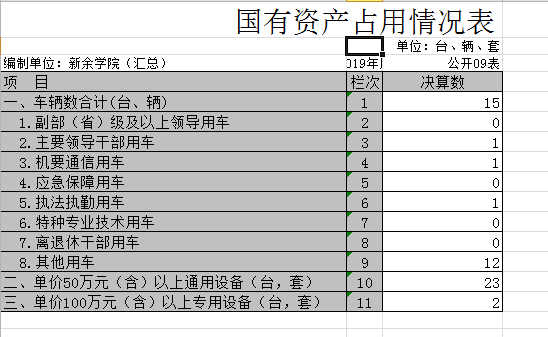 国有资产占用情况表
单位：台、辆、套
编制单位：新余学院（汇总） 019年 公开09表
项 目 栏次 决算数
一、车辆数合计(台、辆) 1 15
1.副部（省）级及以上领导用车 2 0
2.主要领导干部用车 3 1
3.机要通信用车 4 1
4.应急保障用车 5 0
5.执法执勤用车 6 1
6.特种专业技术用车 7 0
7.离退休干部用车 8 0
8.其他用车 9 12
二、单价50万元（含）以上通用设备（台，套） 10 23
三、单价100万元（含）以上专用设备（台，套） 11 2